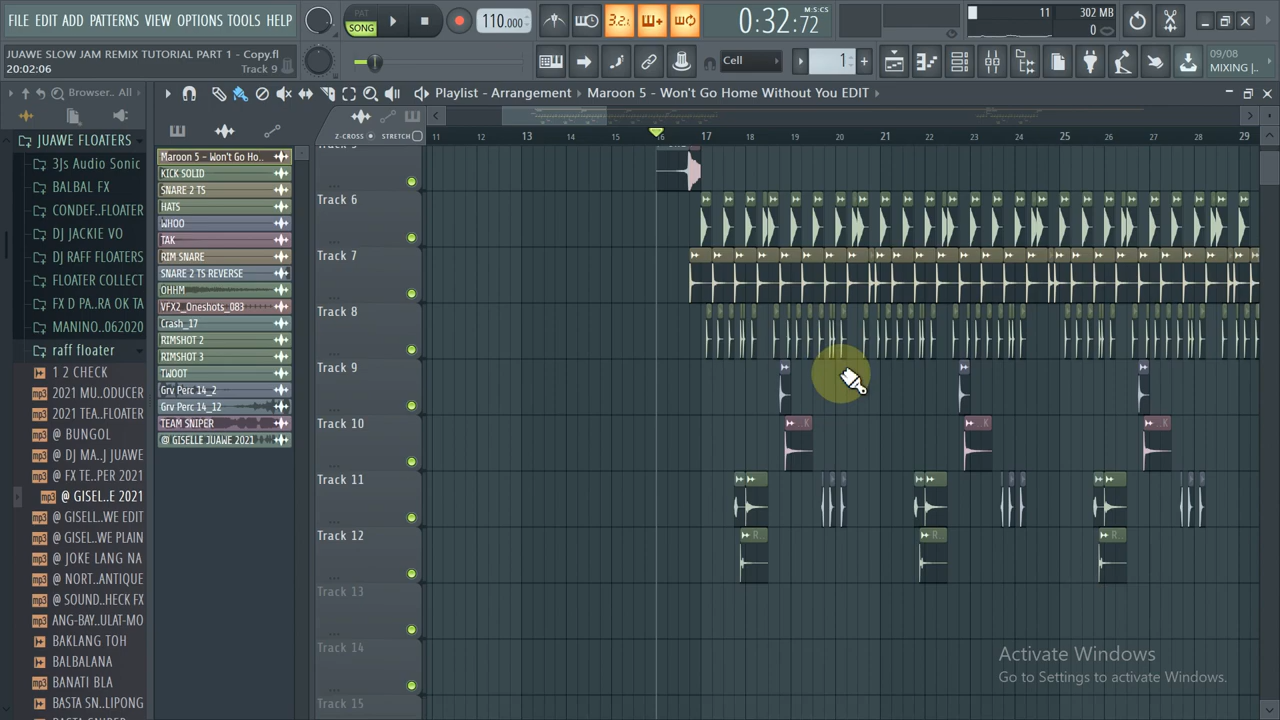 FILE EDIT ADD PATTERNS VIEW OPTIONS TOOLS HELP
PAT
SONG
110.000
3.2.
0:32:72
M:S:CS
11
302 MB
0
JUAWE SLOW JAM REMIX TUTORIAL PART 1 - Copy.fl
20:02:06
Track 9
Cell
1
09/08
MIXING |
Browser.. All
Playlist - Arrangement
Maroon 5 - Won't Go Home Without You EDIT
Z-CROSS
STRETCH
11
12
13
14
15
16
17
18
19
20
21
22
23
24
25
26
27
28
29
JUAWE FLOATERS
3Js Audio Sonic
BALBAL FX
CONDEF..FLOATER
DJ JACKIE VO
DJ RAFF FLOATERS
FLOATER COLLECT
FX D PA..RA OK TA
MANINO..062020
raff floater
1 2 CHECK
2021 MU..ODUCER
2021 TEA..FLOATER
@ BUNGOL
@ DJ MA..J JUAWE
@ FX TE..PER 2021
@ GISEL..E 2021
@ GISELL..WE EDIT
@ GISEL..WE PLAIN
@ JOKE LANG NA
@ NORT..ANTIQUE
@ SOUND..HECK FX
ANG-BAY..ULAT-MO
BAKLANG TOH
BALBALANA
BANATI BLA
BASTA SN..LIPONG
Maroon 5 - Won't Go Ho..
KICK SOLID
SNARE 2 TS
HATS
WHOO
TAK
RIM SNARE
SNARE 2 TS REVERSE
OHHM
VFX2_Oneshots_083
Crash_17
RIMSHOT 2
RIMSHOT 3
TWOOT
Grv Perc 14_2
Grv Perc 14_12
TEAM SNIPER
@ GISELLE JUAWE 2021
Track 6
Track 7
Track 8
Track 9
Track 10
Track 11
Track 12
Track 13
Track 14
Track 15
Activate Windows
Go to Settings to activate Windows.